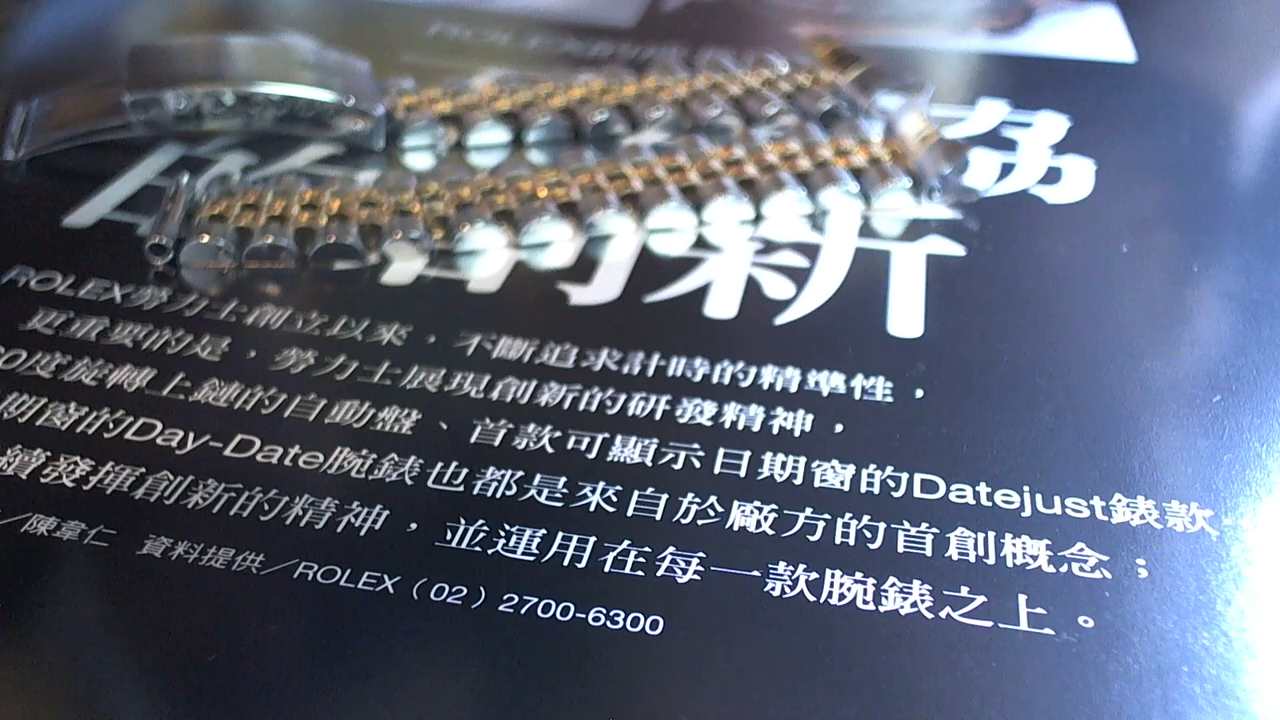 新
ROLEX勞力士創立以來，不斷追求計時的精準性，
更重要的是，勞力士展現創新的研發精神，
0度旋轉上鏈的自動盤、首款可顯示日期窗的Datejust錶款
期窗的Day-Date腕錶也都是來自於廠方的首創概念；
續發揮創新的精神，並運用在每一款腕錶之上。
／陳韋仁 資料提供／ROLEX（02）2700-6300